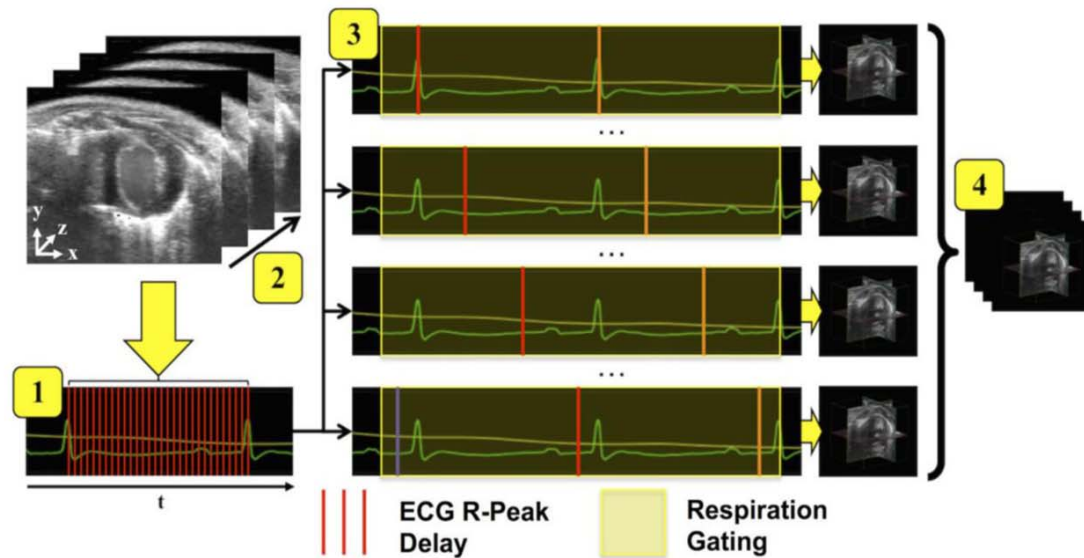 3
...
y
z
x
2
...
4
...
1
t
ECG R-Peak
Delay
Respiration
Gating